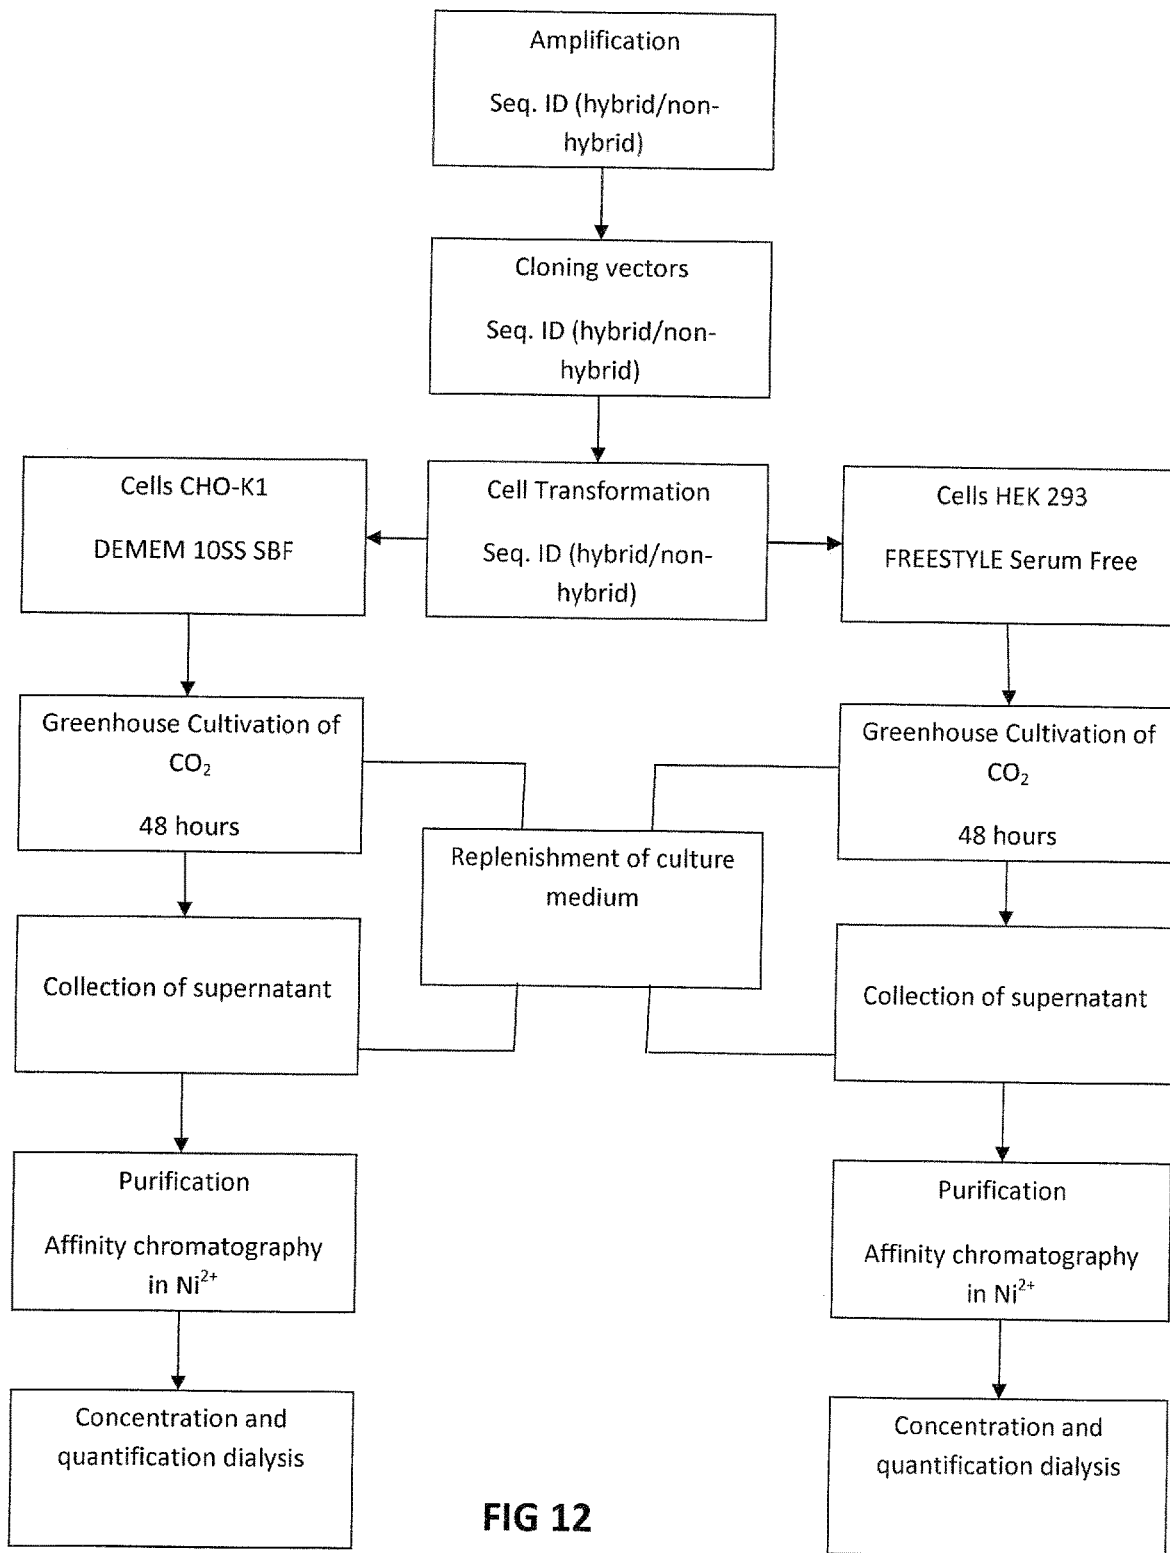 Amplification
Seq. ID (hybrid/non-
hybrid)
Cloning vectors
Seq. ID (hybrid/non-
hybrid)
Cell Transformation
Seq. ID (hybrid/non-
hybrid)
Cells CHO-K1
DEMEM 10SS SBF
Cells HEK 293
FREESTYLE Serum Free
Greenhouse Cultivation of
CO₂
48 hours
Greenhouse Cultivation of
CO₂
48 hours
Replenishment of culture
medium
Collection of supernatant
Collection of supernatant
Purification
Affinity chromatography
in Ni²⁺
Purification
Affinity chromatography
in Ni²⁺
Concentration and
quantification dialysis
Concentration and
quantification dialysis
FIG 12